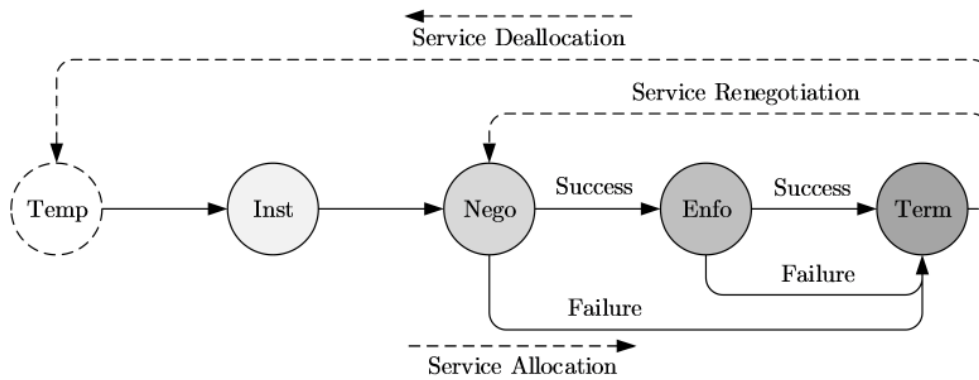 Service Deallocation
Service Renegotiation
Temp
Inst
Nego
Success
Enfo
Success
Term
Failure
Failure
Service Allocation